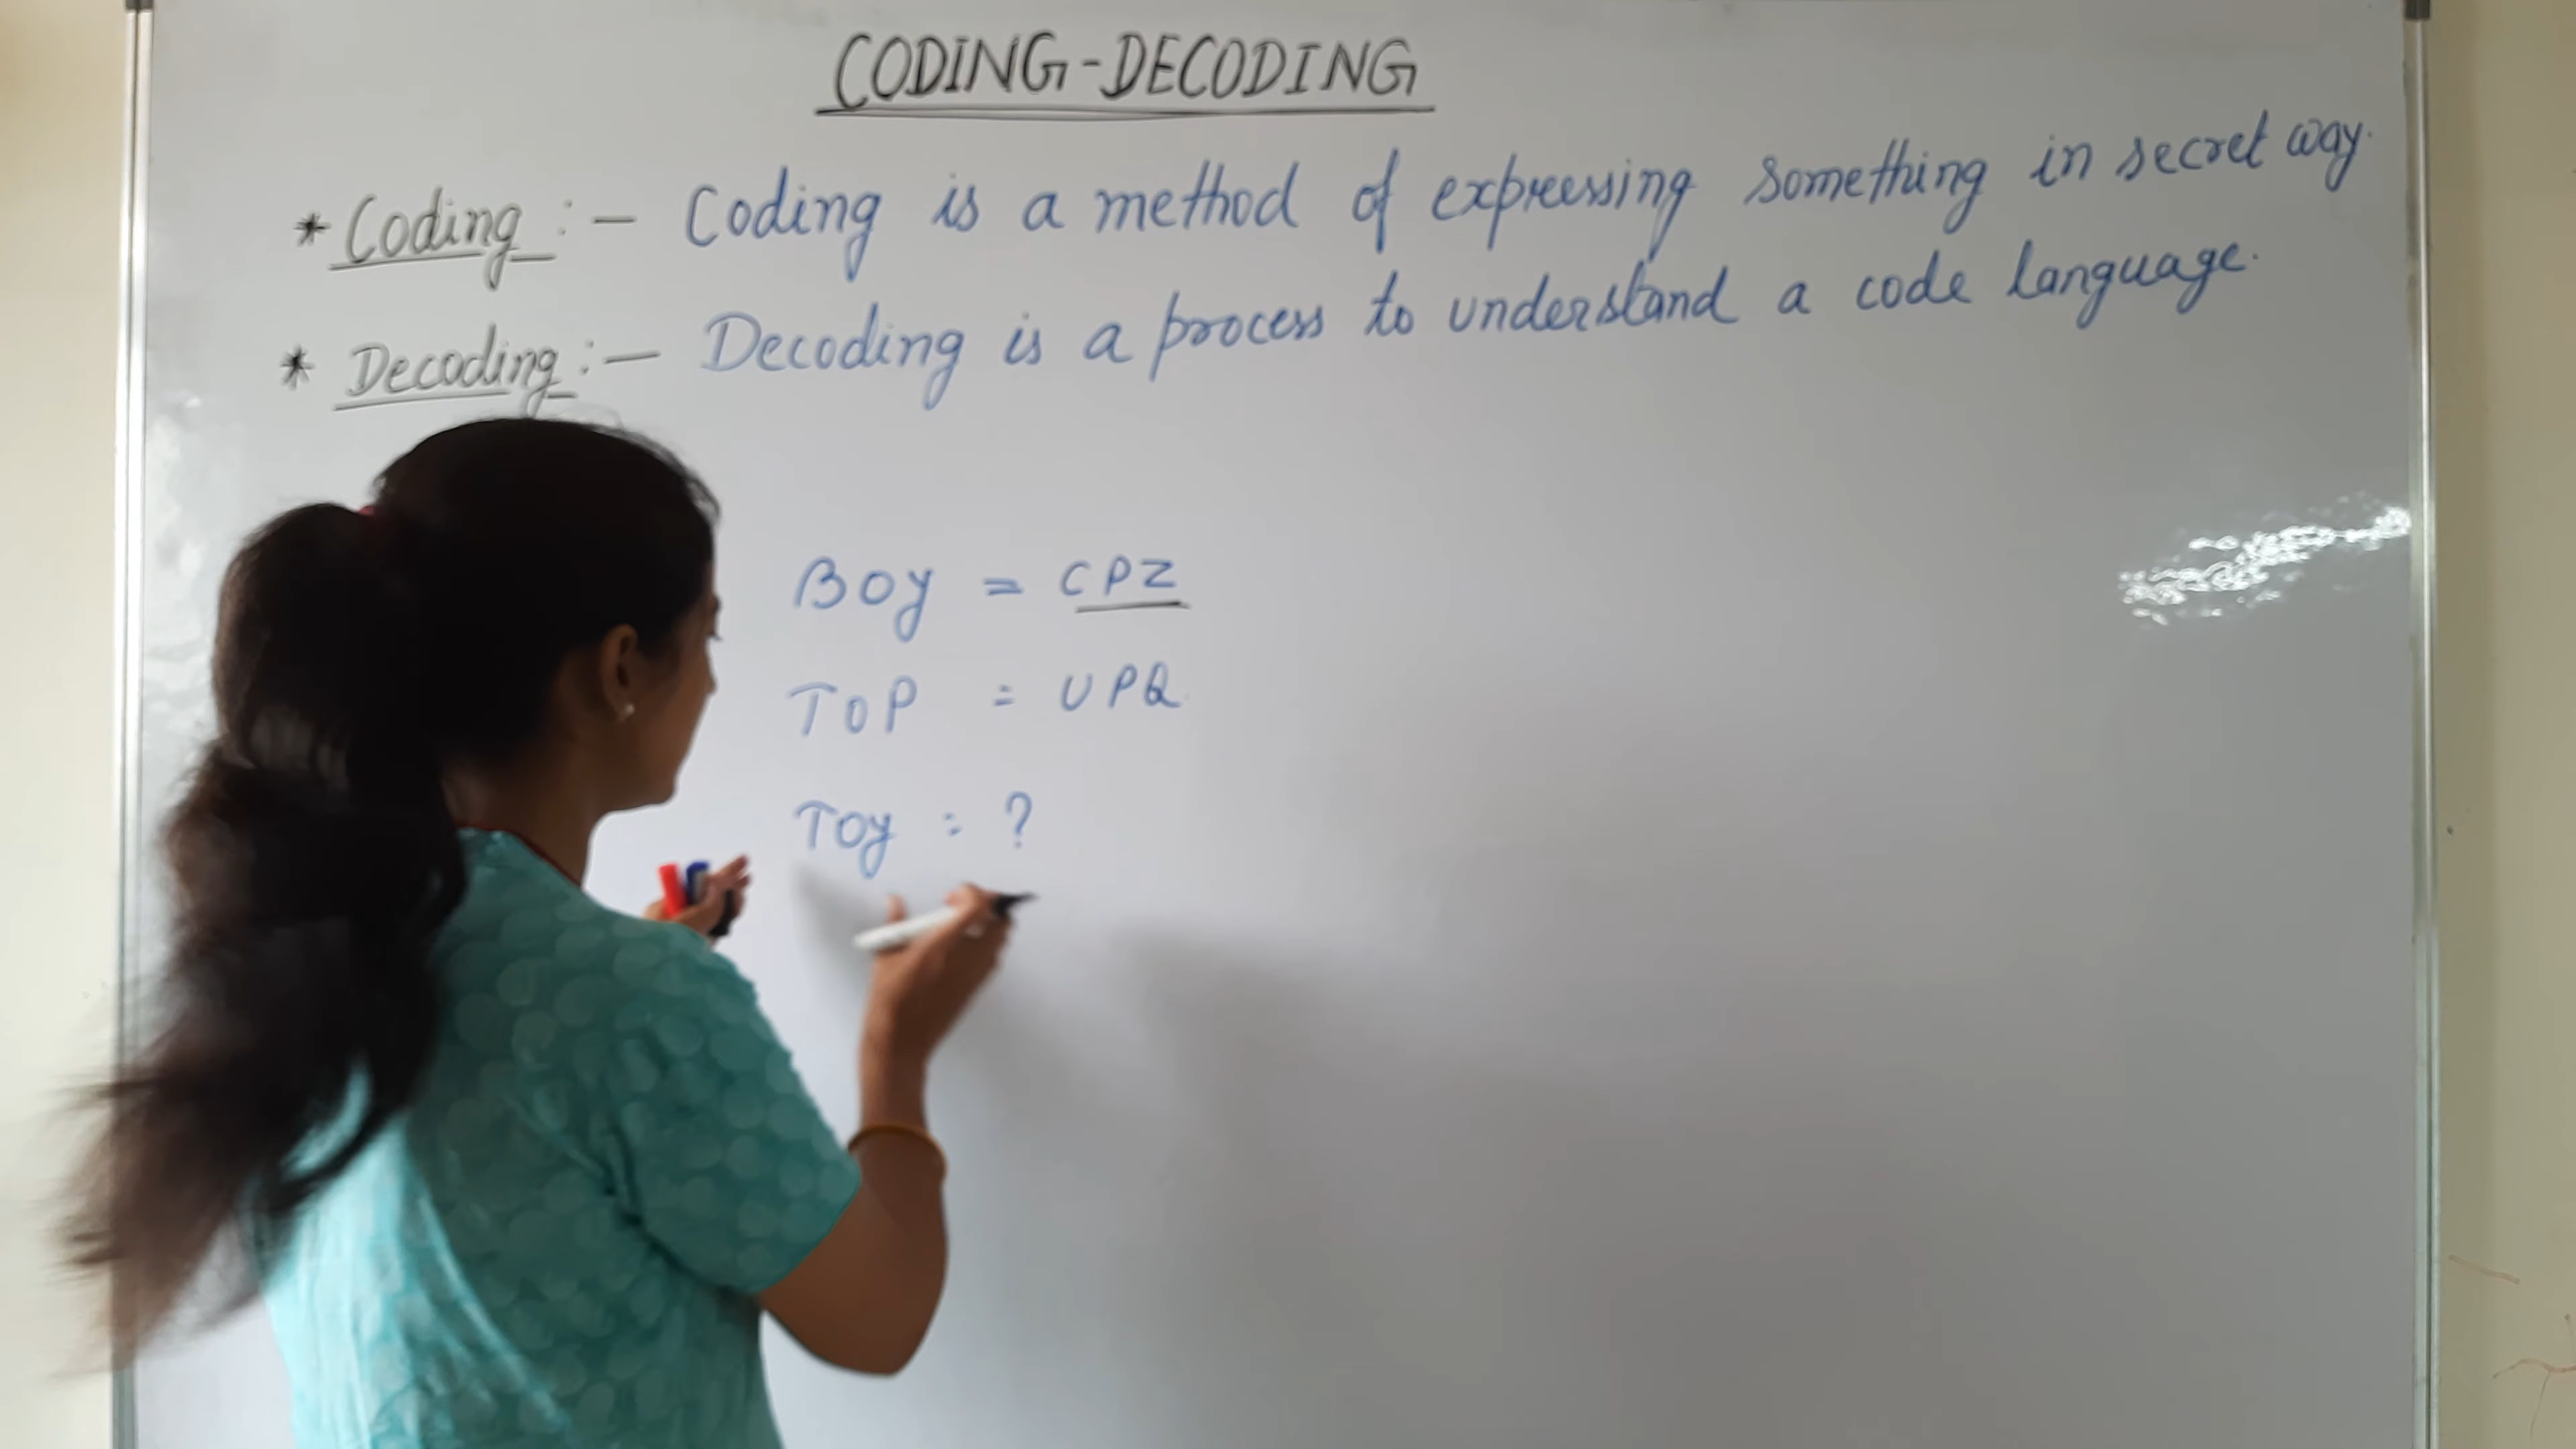 CODING-DECODING
* Coding :- Coding is a method of expressing something in secret way.
* Decoding :- Decoding is a process to understand a code language.
BOY = CPZ
TOP = UPQ
TOY = ?